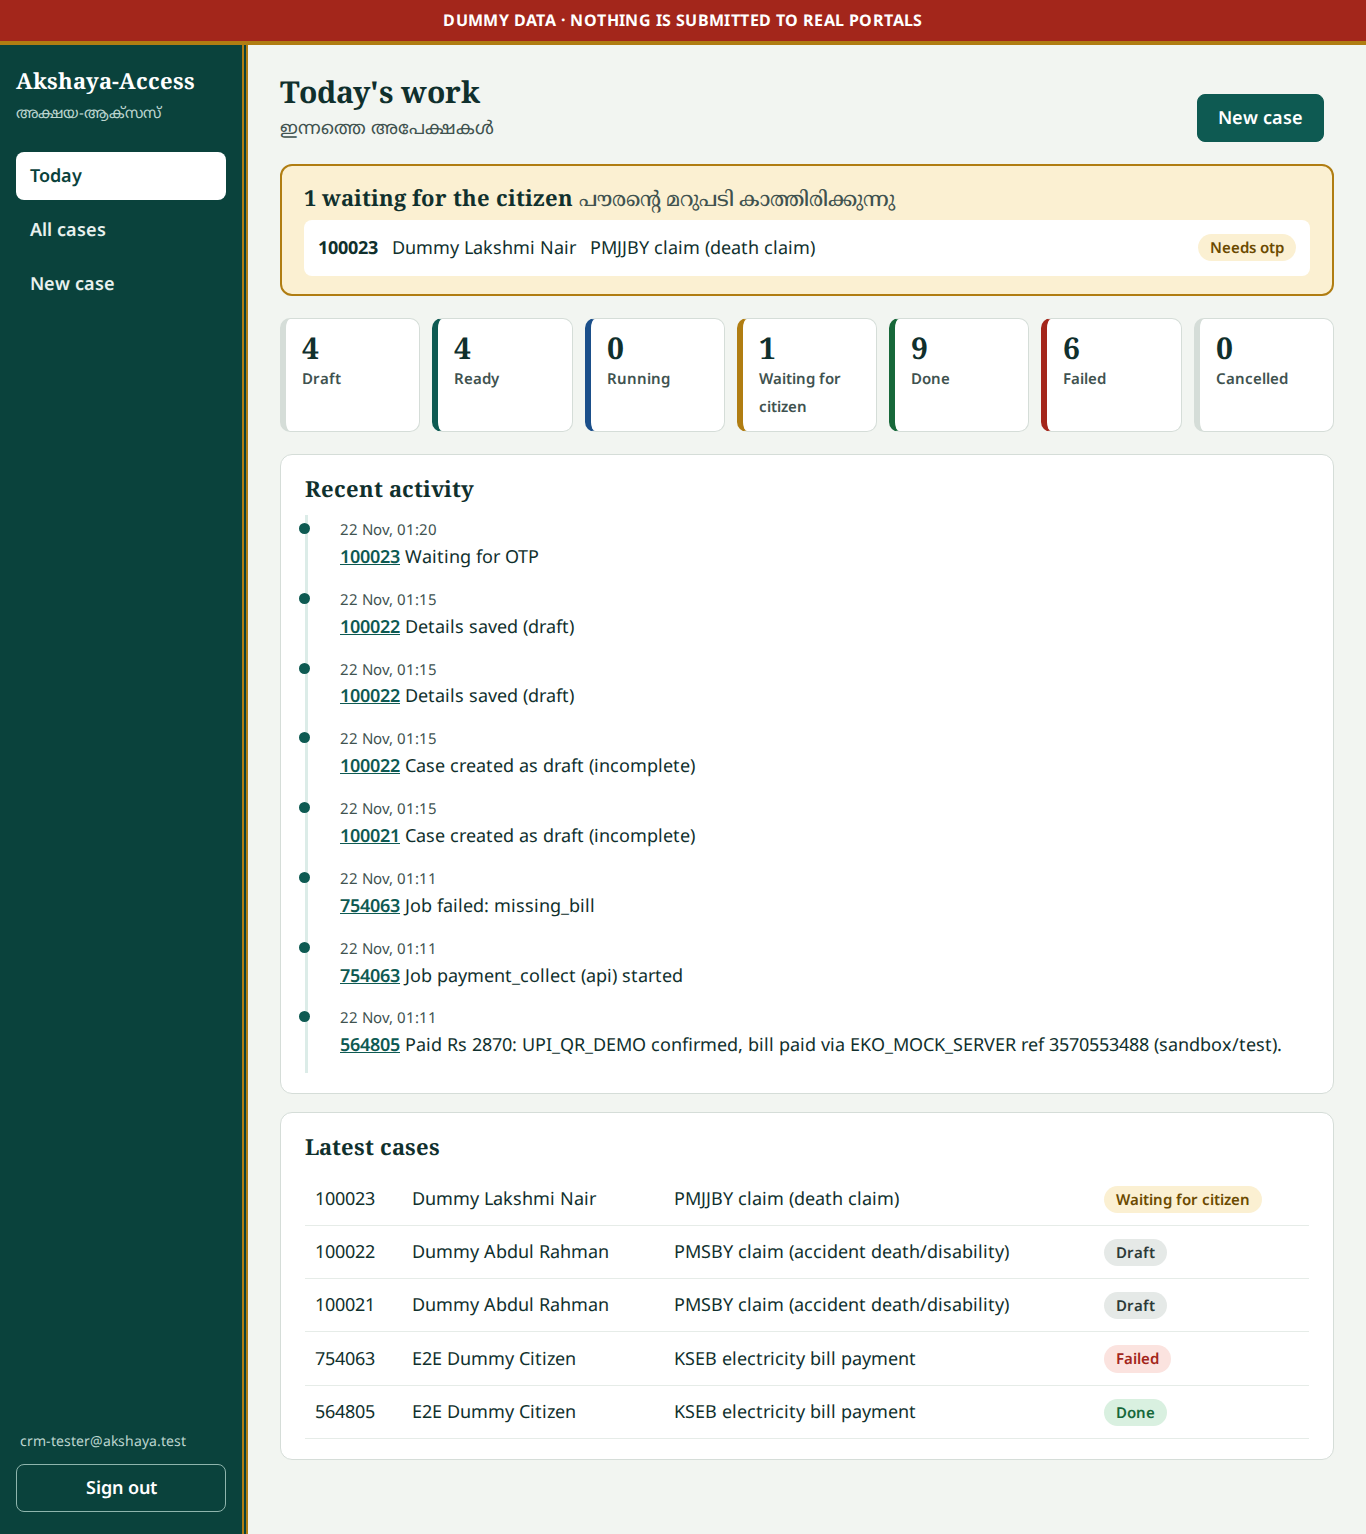 DUMMY DATA · NOTHING IS SUBMITTED TO REAL PORTALS
Akshaya-Access
അക്ഷയ-ആക്സസ്
Today
All cases
New case
crm-tester@akshaya.test
Sign out
Today's work
ഇന്നത്തെ അപേക്ഷകൾ
New case
1 waiting for the citizen പൗരന്റെ മറുപടി കാത്തിരിക്കുന്നു
100023 Dummy Lakshmi Nair PMJJBY claim (death claim) Needs otp
4
Draft
4
Ready
0
Running
1
Waiting for
citizen
9
Done
6
Failed
0
Cancelled
Recent activity
22 Nov, 01:20
100023 Waiting for OTP
22 Nov, 01:15
100022 Details saved (draft)
22 Nov, 01:15
100022 Details saved (draft)
22 Nov, 01:15
100022 Case created as draft (incomplete)
22 Nov, 01:15
100021 Case created as draft (incomplete)
22 Nov, 01:11
754063 Job failed: missing_bill
22 Nov, 01:11
754063 Job payment_collect (api) started
22 Nov, 01:11
564805 Paid Rs 2870: UPI_QR_DEMO confirmed, bill paid via EKO_MOCK_SERVER ref 3570553488 (sandbox/test).
Latest cases
100023 Dummy Lakshmi Nair PMJJBY claim (death claim) Waiting for citizen
100022 Dummy Abdul Rahman PMSBY claim (accident death/disability) Draft
100021 Dummy Abdul Rahman PMSBY claim (accident death/disability) Draft
754063 E2E Dummy Citizen KSEB electricity bill payment Failed
564805 E2E Dummy Citizen KSEB electricity bill payment Done